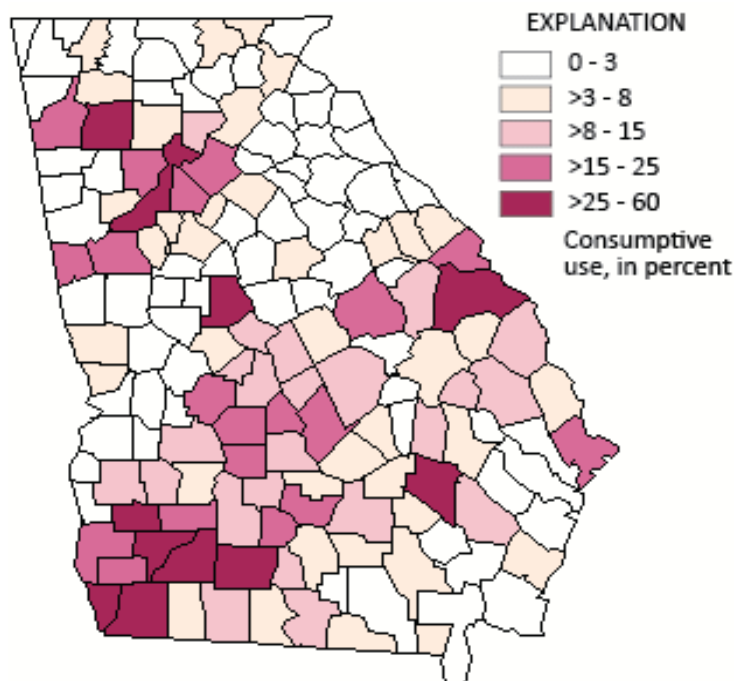 EXPLANATION
0 - 3
>3 - 8
>8 - 15
>15 - 25
>25 - 60
Consumptive
use, in percent